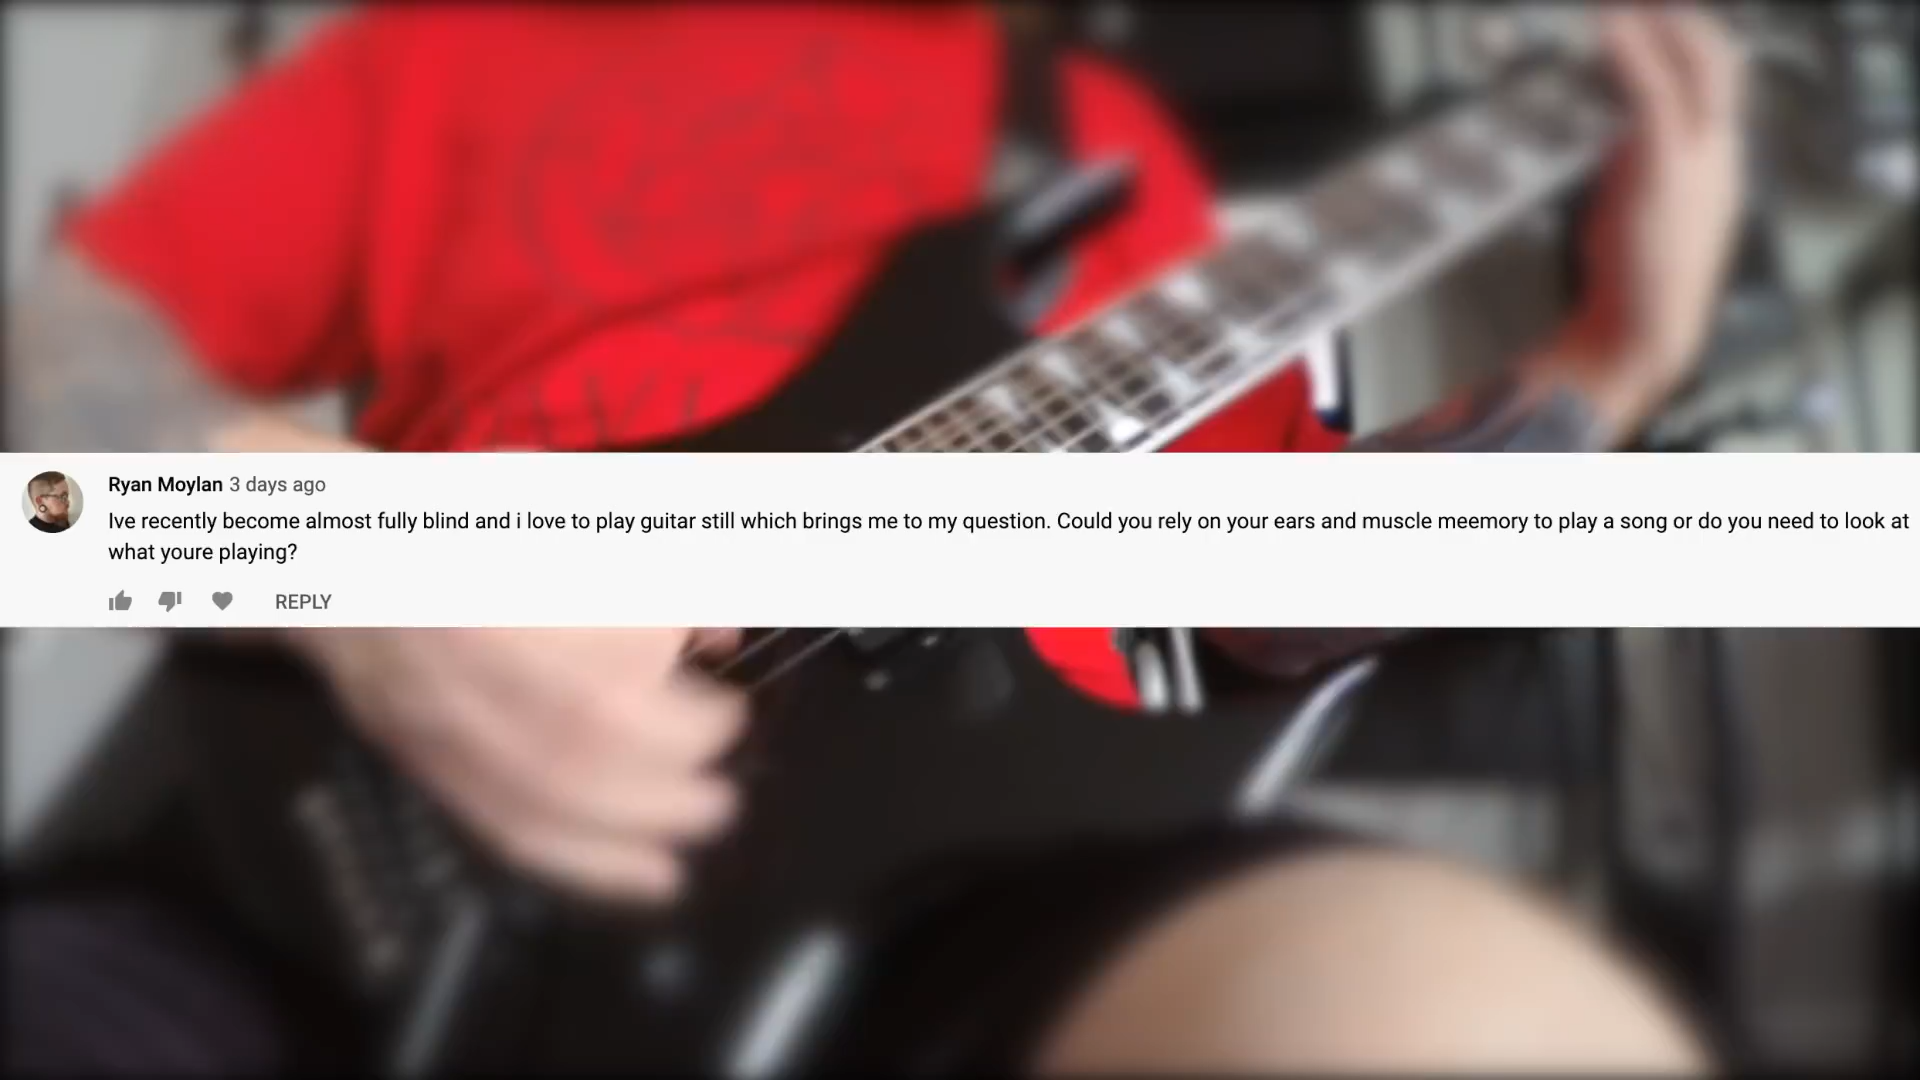 Ryan Moylan 3 days ago
Ive recently become almost fully blind and i love to play guitar still which brings me to my question. Could you rely on your ears and muscle meemory to play a song or do you need to look at
what youre playing?
REPLY